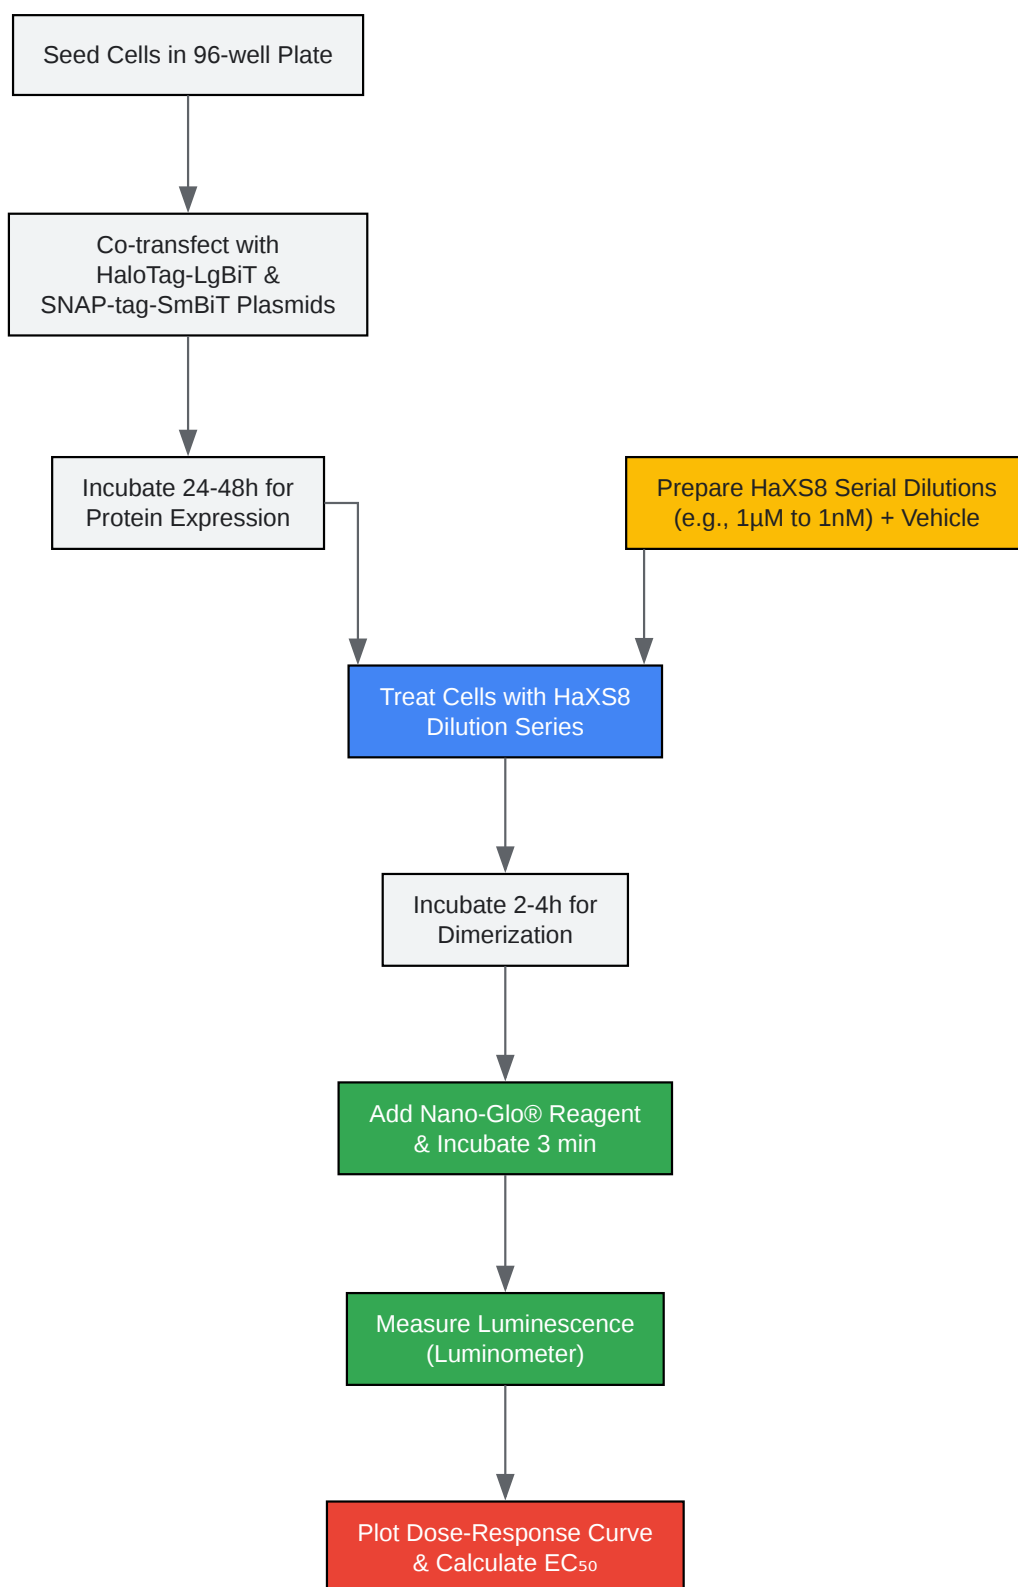 Seed Cells in 96-well Plate
Co-transfect with
HaloTag-LgBiT &
SNAP-tag-SmBiT Plasmids
Incubate 24-48h for
Protein Expression
Prepare HaXS8 Serial Dilutions
(e.g., 1µM to 1nM) + Vehicle
Treat Cells with HaXS8
Dilution Series
Incubate 2-4h for
Dimerization
Add Nano-Glo® Reagent
& Incubate 3 min
Measure Luminescence
(Luminometer)
Plot Dose-Response Curve
& Calculate EC₅₀